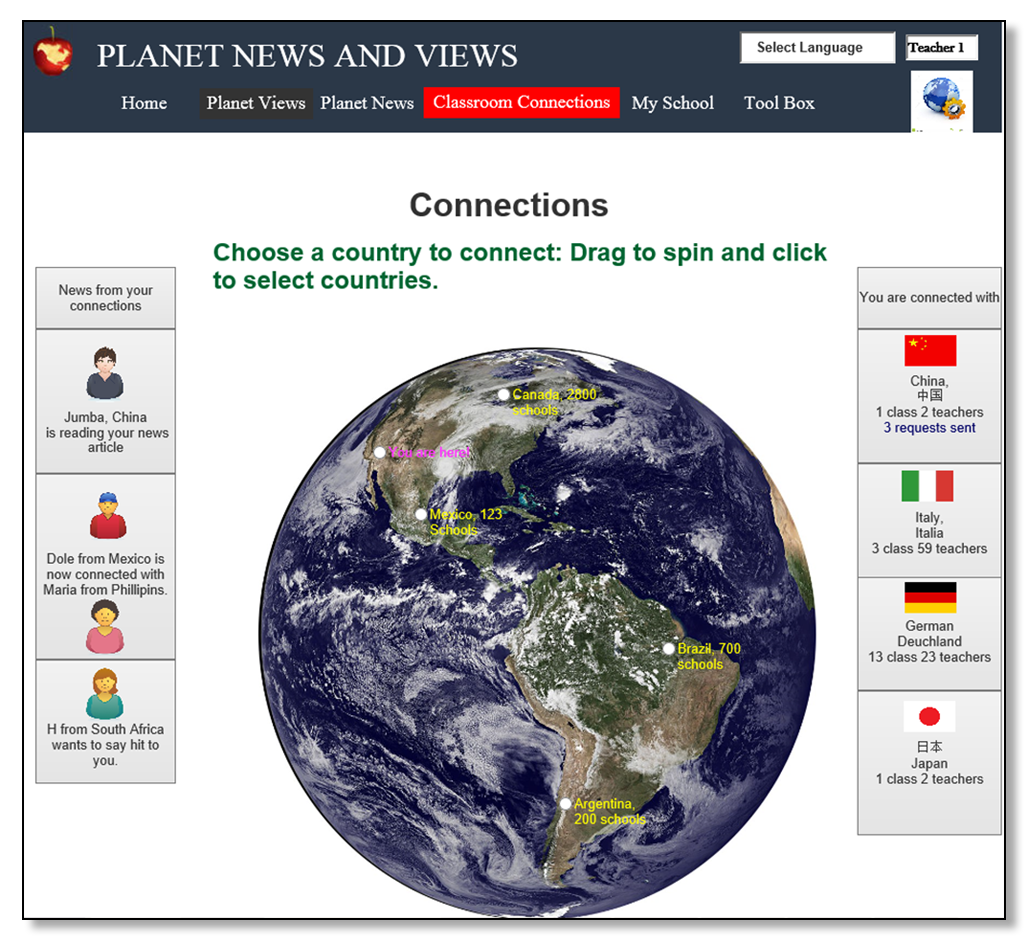 PLANET NEWS AND VIEWS
Select Language
Teacher 1
Home
Planet Views
Planet News
Classroom Connections
My School
Tool Box
Connections
Choose a country to connect: Drag to spin and click
to select countries.
News from your
connections
Jumba, China
is reading your news
article
Dole from Mexico is
now connected with
Maria from Phillipins.
H from South Africa
wants to say hit to
you.
Canada, 2800
schools
You are here!
Mexico, 123
Schools
Brazil, 700
schools
Argentina,
200 schools
You are connected with
China,
中国
1 class 2 teachers
3 requests sent
Italy,
Italia
3 class 59 teachers
German
Deuchland
13 class 23 teachers
日本
Japan
1 class 2 teachers